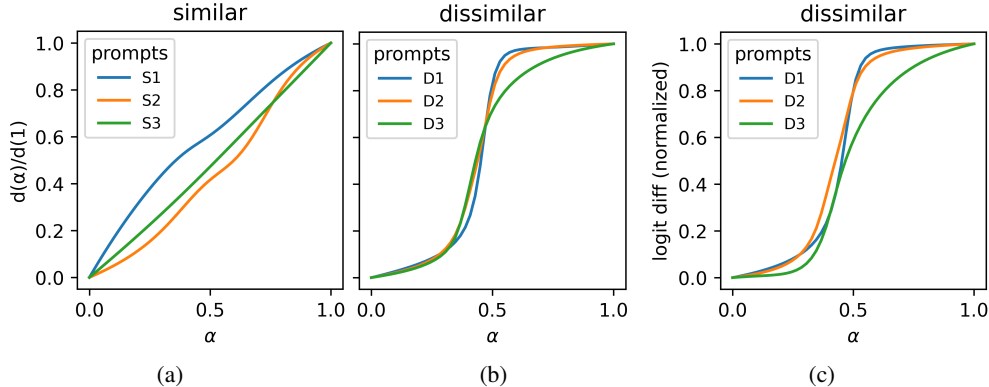 similar
d(α)/d(1)
1.0
0.8
0.6
0.4
0.2
0.0
prompts
S1
S2
S3
0.0 0.5 1.0
α
(a)
dissimilar
prompts
D1
D2
D3
0.0 0.5 1.0
α
(b)
dissimilar
logit diff (normalized)
1.0
0.8
0.6
0.4
0.2
0.0
prompts
D1
D2
D3
0.0 0.5 1.0
α
(c)